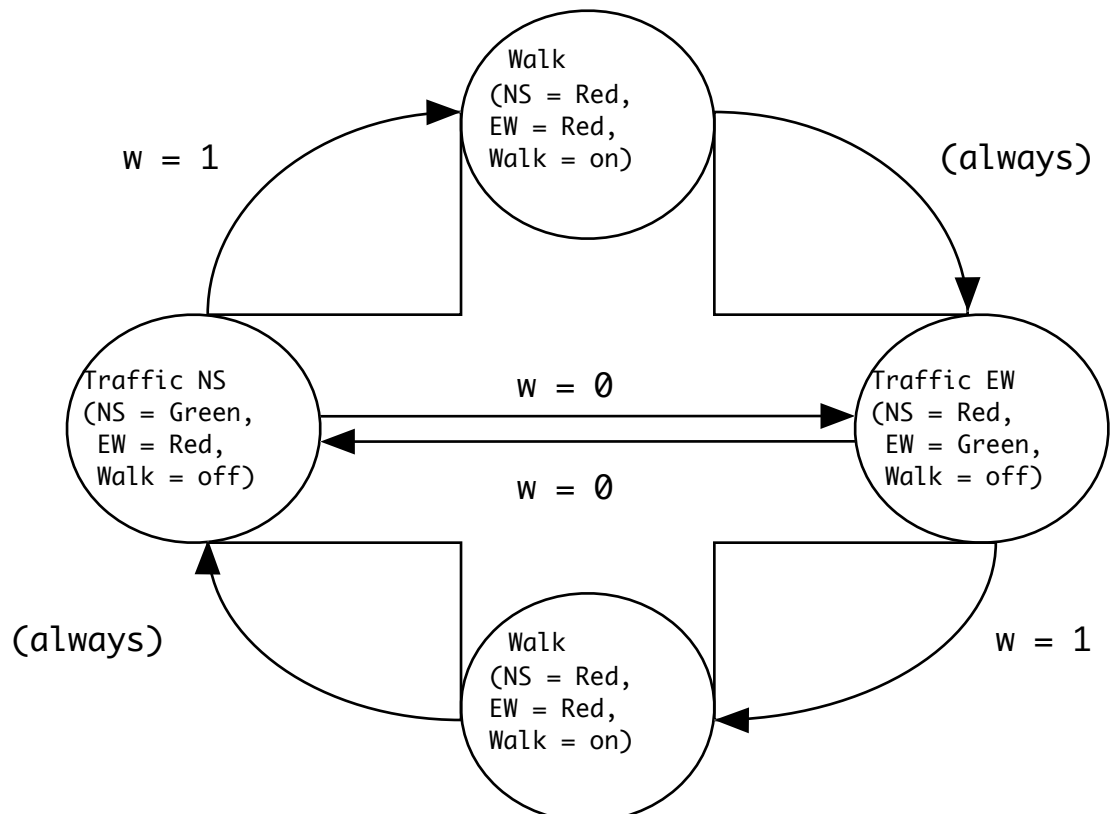 Walk
(NS = Red,
EW = Red,
Walk = on)
w = 1
(always)
Traffic NS
(NS = Green,
EW = Red,
Walk = off)
w = 0
w = 0
Traffic EW
(NS = Red,
EW = Green,
Walk = off)
(always)
Walk
(NS = Red,
EW = Red,
Walk = on)
w = 1